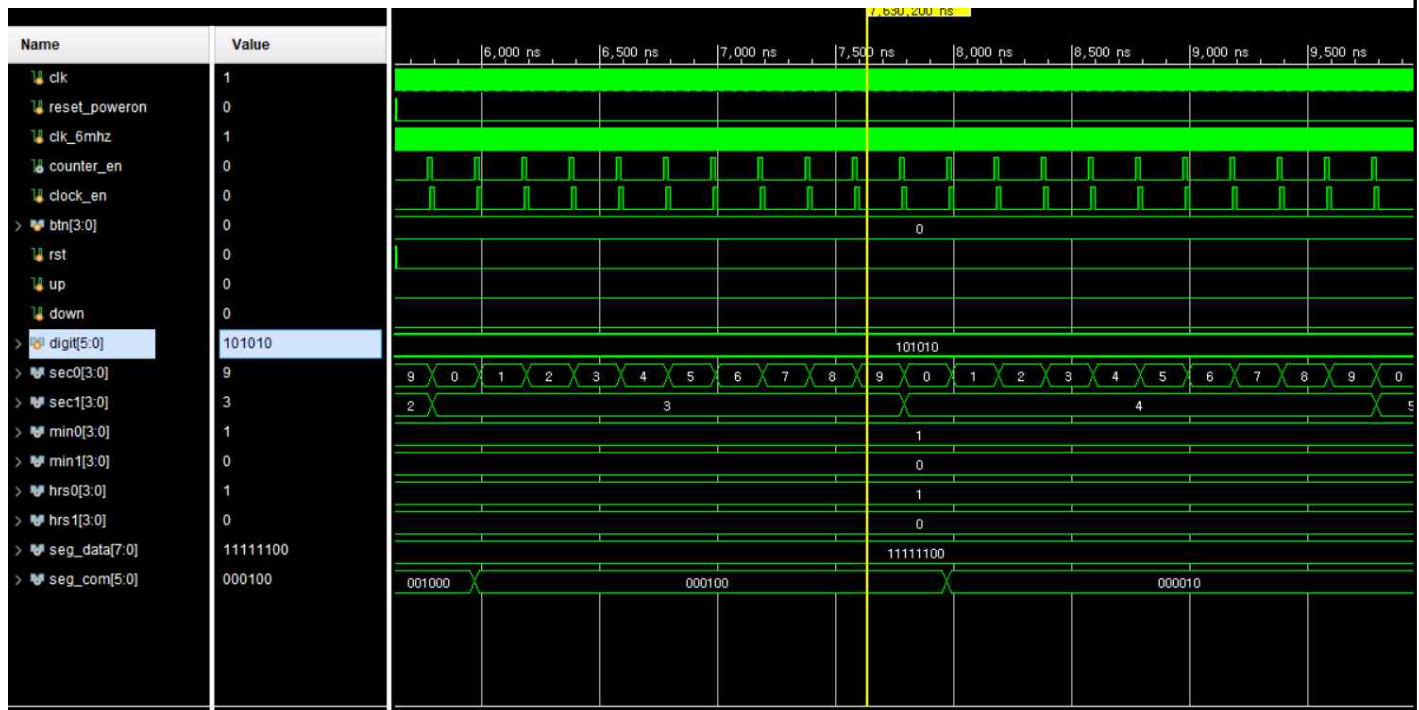 7,630,200 ns
Name Value
6,000 ns 6,500 ns 7,000 ns 7,500 ns 8,000 ns 8,500 ns 9,000 ns 9,500 ns
clk 1
reset_poweron 0
clk_6mhz 1
counter_en 0
clock_en 0
btn[3:0] 0 0
rst 0
up 0
down 0
digit[5:0] 101010 101010
sec0[3:0] 9 9 0 1 2 3 4 5 6 7 8 9 0 1 2 3 4 5 6 7 8 9 0
sec1[3:0] 3 2 3 4 5
min0[3:0] 1 1
min1[3:0] 0 0
hrs0[3:0] 1 1
hrs1[3:0] 0 0
seg_data[7:0] 11111100 11111100
seg_com[5:0] 000100 001000 000100 000010